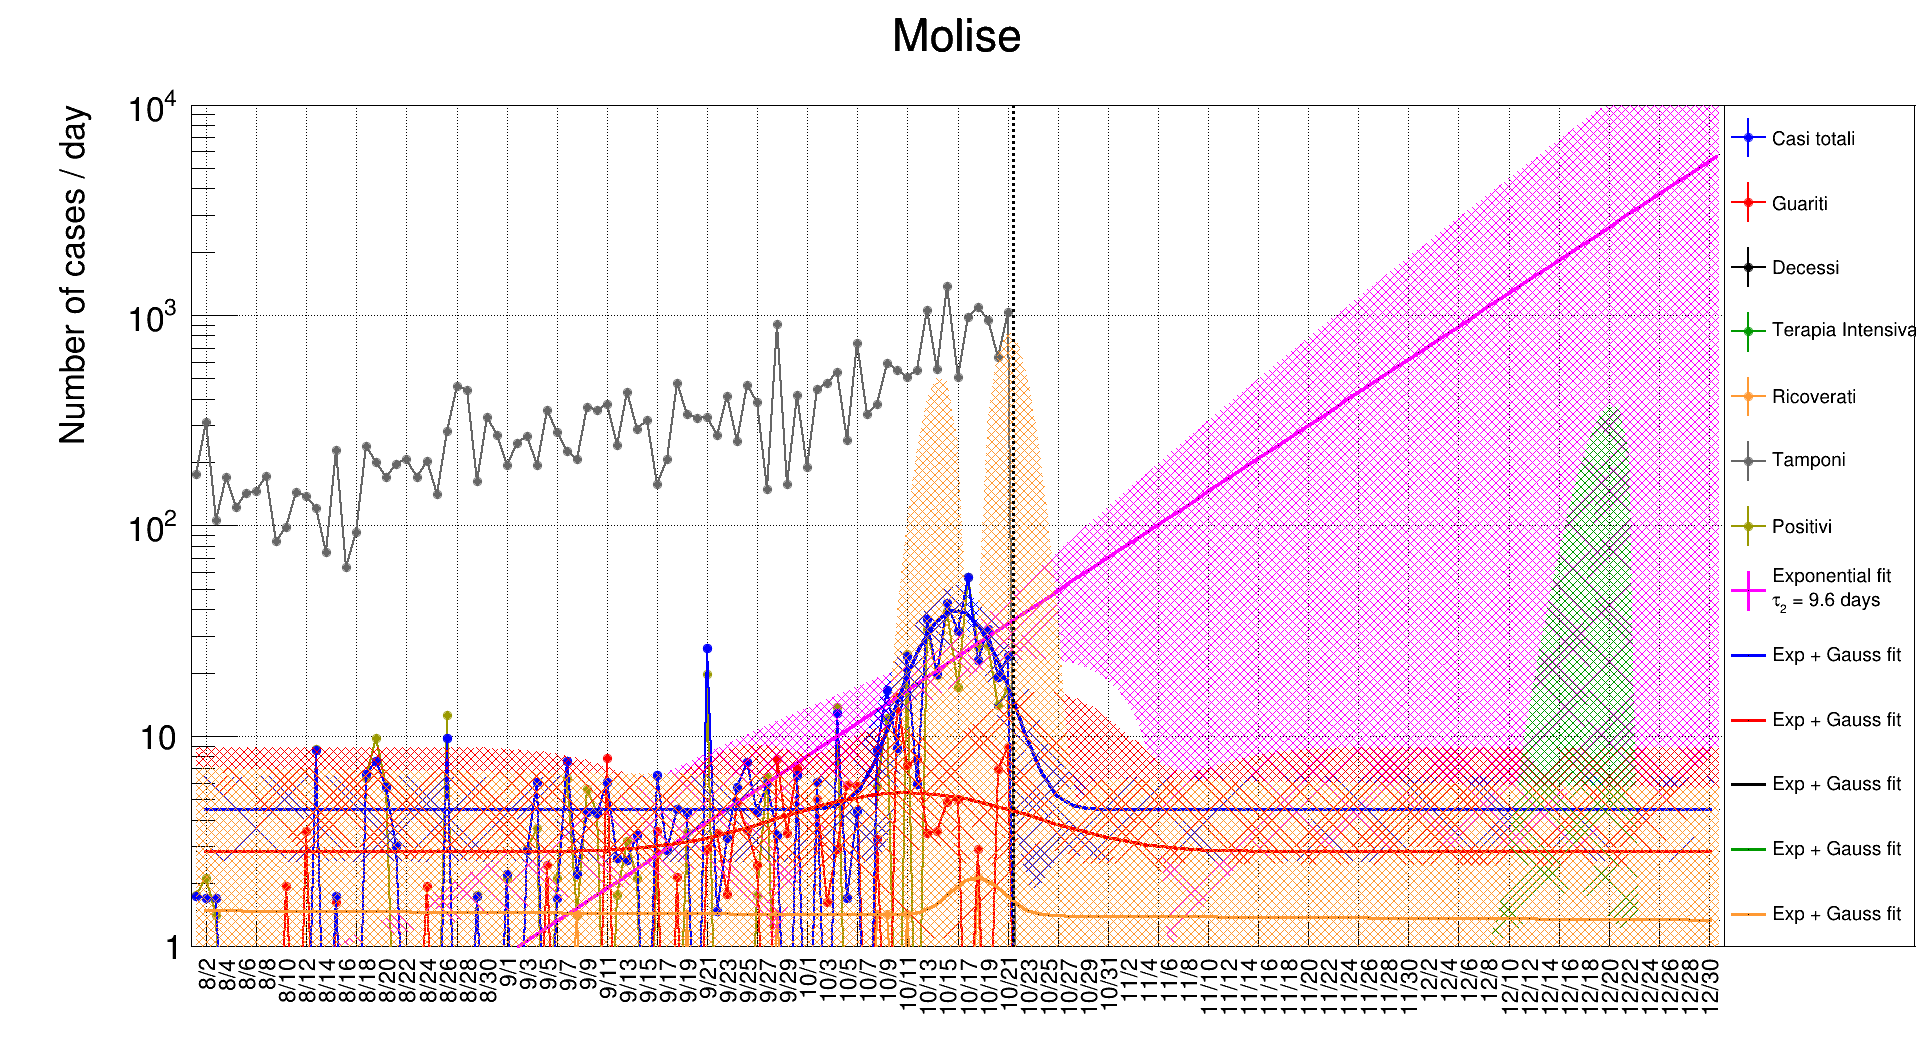 Molise
Number of cases / day
10^4
10^3
10^2
10
1
8/2 8/4 8/6 8/8 8/10 8/12 8/14 8/16 8/18 8/20 8/22 8/24 8/26 8/28 8/30 9/1 9/3 9/5 9/7 9/9 9/11 9/13 9/15 9/17 9/19 9/21 9/23 9/25 9/27 9/29 10/1 10/3 10/5 10/7 10/9 10/11 10/13 10/15 10/17 10/19 10/21 10/23 10/25 10/27 10/29 10/31 11/2 11/4 11/6 11/8 11/10 11/12 11/14 11/16 11/18 11/20 11/22 11/24 11/26 11/28 11/30 12/2 12/4 12/6 12/8 12/10 12/12 12/14 12/16 12/18 12/20 12/22 12/24 12/26 12/28 12/30
Casi totali
Guariti
Decessi
Terapia Intensiva
Ricoverati
Tamponi
Positivi
Exponential fit
τ_2 = 9.6 days
Exp + Gauss fit
Exp + Gauss fit
Exp + Gauss fit
Exp + Gauss fit
Exp + Gauss fit